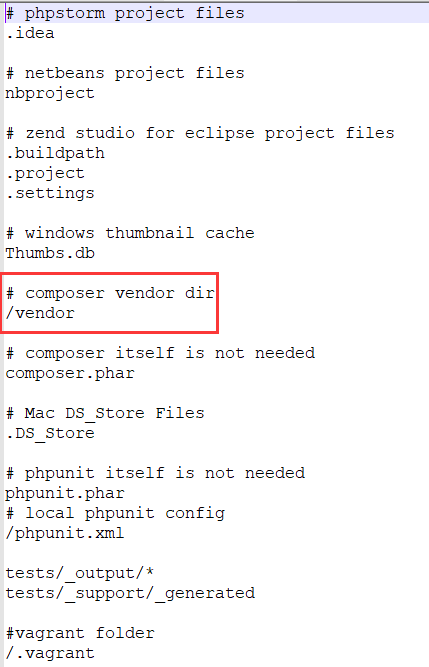 # phpstorm project files
.idea
# netbeans project files
nbproject
# zend studio for eclipse project files
.buildpath
.project
.settings
# windows thumbnail cache
Thumbs.db
# composer vendor dir
/vendor
# composer itself is not needed
composer.phar
# Mac DS_Store Files
.DS_Store
# phpunit itself is not needed
phpunit.phar
# local phpunit config
/phpunit.xml
tests/_output/*
tests/_support/_generated
#vagrant folder
/.vagrant